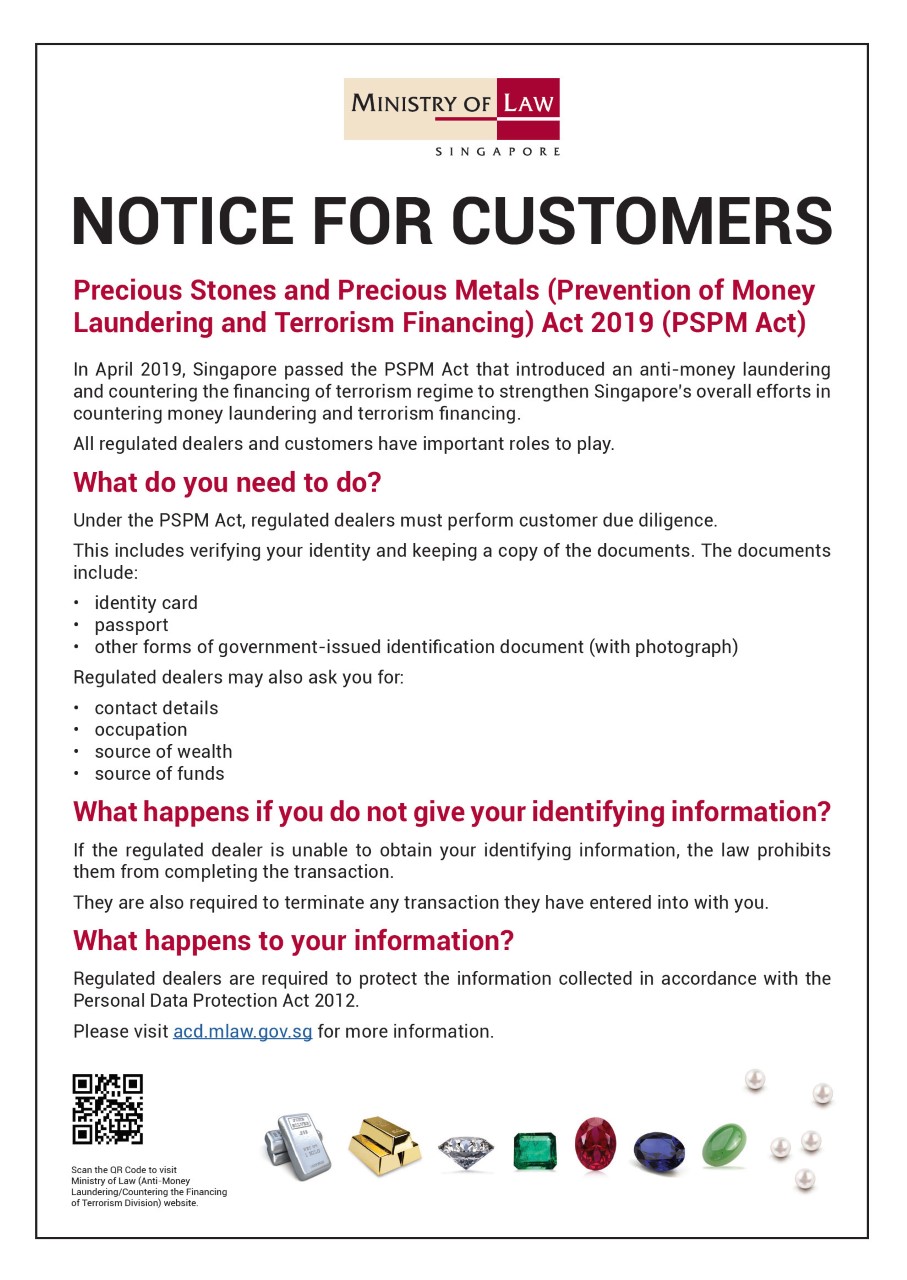 MINISTRY OF LAW
SINGAPORE
NOTICE FOR CUSTOMERS
Precious Stones and Precious Metals (Prevention of Money
Laundering and Terrorism Financing) Act 2019 (PSPM Act)
In April 2019, Singapore passed the PSPM Act that introduced an anti-money laundering
and countering the financing of terrorism regime to strengthen Singapore's overall efforts in
countering money laundering and terrorism financing.
All regulated dealers and customers have important roles to play.
What do you need to do?
Under the PSPM Act, regulated dealers must perform customer due diligence.
This includes verifying your identity and keeping a copy of the documents. The documents
include:
• identity card
• passport
• other forms of government-issued identification document (with photograph)
Regulated dealers may also ask you for:
• contact details
• occupation
• source of wealth
• source of funds
What happens if you do not give your identifying information?
If the regulated dealer is unable to obtain your identifying information, the law prohibits
them from completing the transaction.
They are also required to terminate any transaction they have entered into with you.
What happens to your information?
Regulated dealers are required to protect the information collected in accordance with the
Personal Data Protection Act 2012.
Please visit acd.mlaw.gov.sg for more information.
Scan the QR Code to visit
Ministry of Law (Anti-Money
Laundering/Countering the Financing
of Terrorism Division) website.